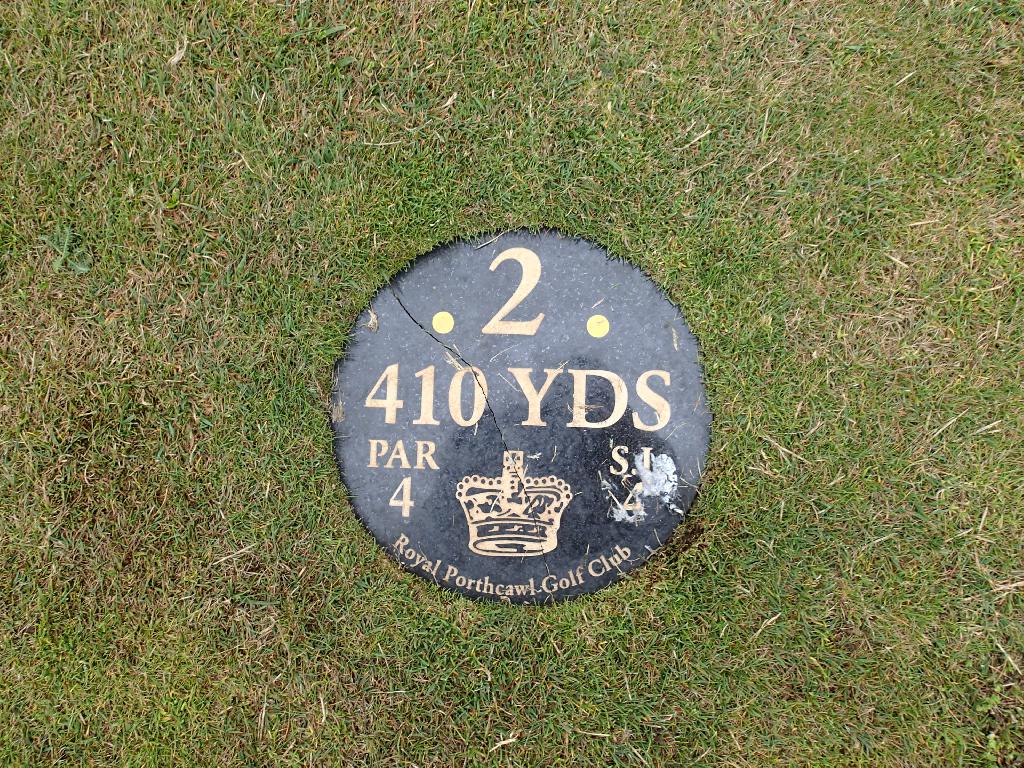 2
410 YDS
PAR
4
S.I
Royal Porthcawl Golf Club